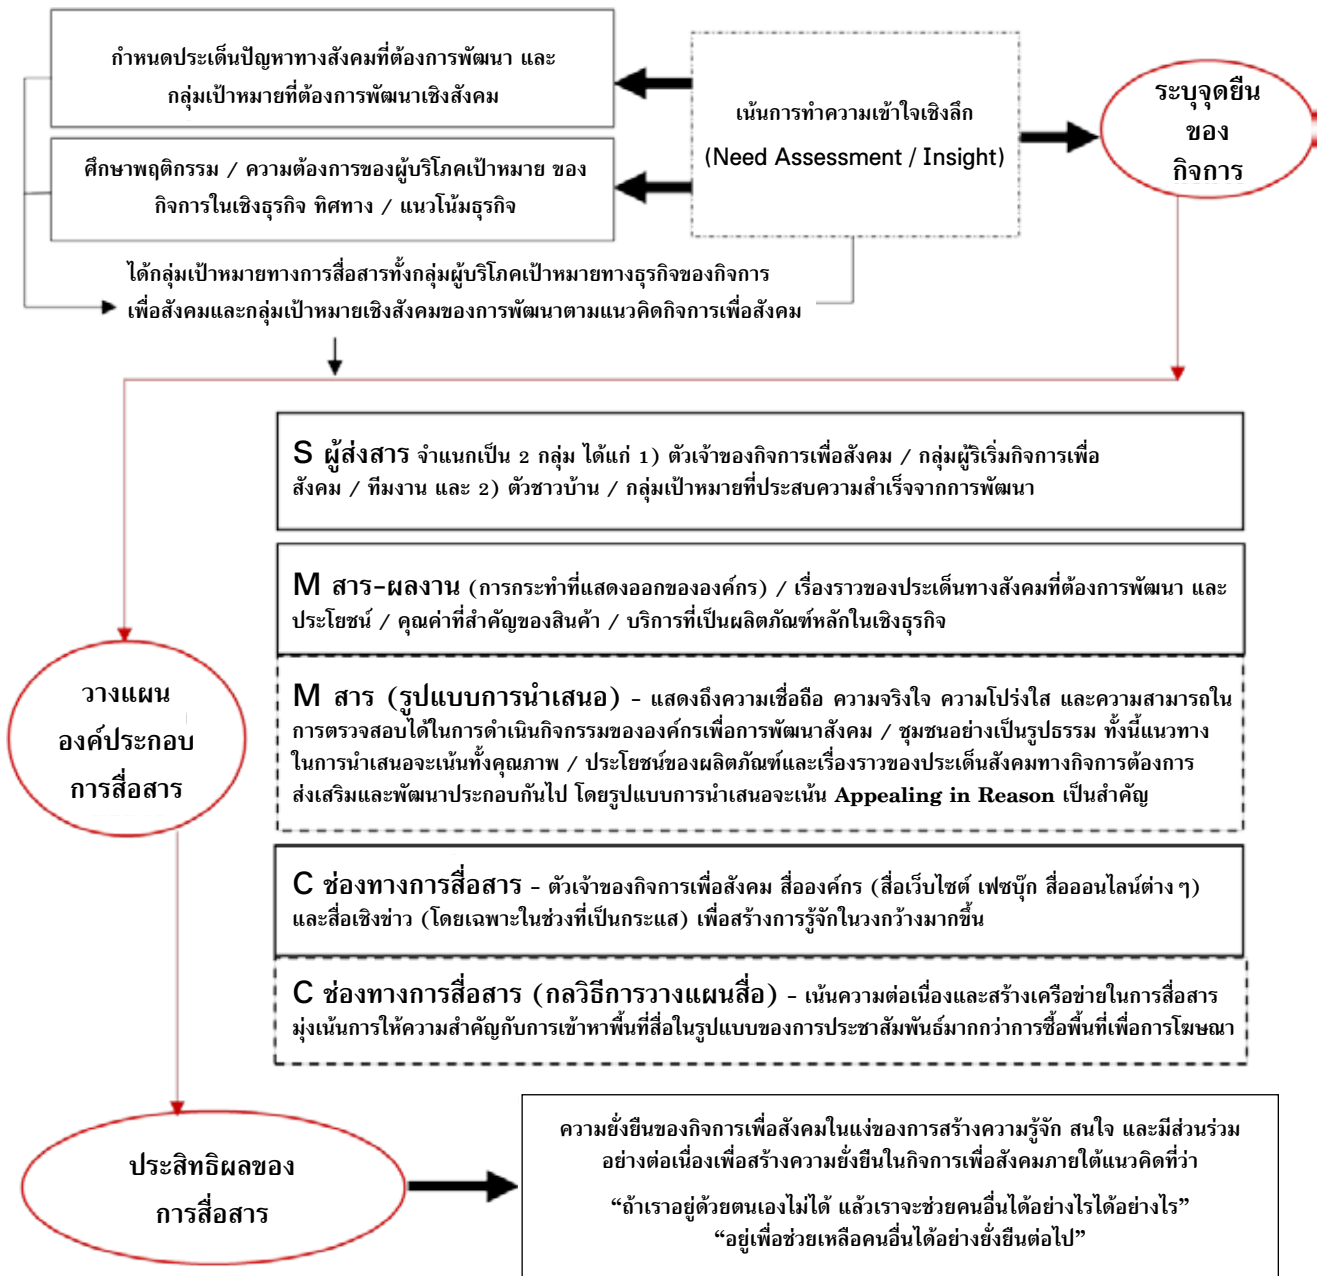 กำหนดประเด็นปัญหาทางสังคมที่ต้องการพัฒนา และ
กลุ่มเป้าหมายที่ต้องการพัฒนาเชิงสังคม
เน้นการทำความเข้าใจเชิงลึก
(Need Assessment / Insight)
ระบุจุดยืน
ของ
กิจการ
ศึกษาพฤติกรรม / ความต้องการของผู้บริโภคเป้าหมาย ของ
กิจการในเชิงธุรกิจ ทิศทาง / แนวโน้มธุรกิจ
ได้กลุ่มเป้าหมายทางการสื่อสารทั้งกลุ่มผู้บริโภคเป้าหมายทางธุรกิจของกิจการ
เพื่อสังคมและกลุ่มเป้าหมายเชิงสังคมของการพัฒนาตามแนวคิดกิจการเพื่อสังคม
S ผู้ส่งสาร จำแนกเป็น 2 กลุ่ม ได้แก่ 1) ตัวเจ้าของกิจการเพื่อสังคม / กลุ่มผู้ริเริ่มกิจการเพื่อ
สังคม / ทีมงาน และ 2) ตัวชาวบ้าน / กลุ่มเป้าหมายที่ประสบความสำเร็จจากการพัฒนา
M สาร-ผลงาน (การกระทำที่แสดงออกขององค์กร) / เรื่องราวของประเด็นทางสังคมที่ต้องการพัฒนา และ
ประโยชน์ / คุณค่าที่สำคัญของสินค้า / บริการที่เป็นผลิตภัณฑ์หลักในเชิงธุรกิจ
วางแผน
องค์ประกอบ
การสื่อสาร
M สาร (รูปแบบการนำเสนอ) - แสดงถึงความเชื่อถือ ความจริงใจ ความโปร่งใส และความสามารถใน
การตรวจสอบได้ในการดำเนินกิจกรรมขององค์กรเพื่อการพัฒนาสังคม / ชุมชนอย่างเป็นรูปธรรม ทั้งนี้แนวทาง
ในการนำเสนอจะเน้นทั้งคุณภาพ / ประโยชน์ของผลิตภัณฑ์และเรื่องราวของประเด็นสังคมทางกิจการต้องการ
ส่งเสริมและพัฒนาประกอบกันไป โดยรูปแบบการนำเสนอจะเน้น Appealing in Reason เป็นสำคัญ
C ช่องทางการสื่อสาร - ตัวเจ้าของกิจการเพื่อสังคม สื่อองค์กร (สื่อเว็บไซต์ เฟซบุ๊ก สื่อออนไลน์ต่าง ๆ)
และสื่อเชิงข่าว (โดยเฉพาะในช่วงที่เป็นกระแส) เพื่อสร้างการรู้จักในวงกว้างมากขึ้น
C ช่องทางการสื่อสาร (กลวิธีการวางแผนสื่อ) - เน้นความต่อเนื่องและสร้างเครือข่ายในการสื่อสาร
มุ่งเน้นการให้ความสำคัญกับการเข้าหาพื้นที่สื่อในรูปแบบของการประชาสัมพันธ์มากกว่าการซื้อพื้นที่เพื่อการโฆษณา
ประสิทธิผลของ
การสื่อสาร
ความยั่งยืนของกิจการเพื่อสังคมในแง่ของการสร้างความรู้จัก สนใจ และมีส่วนร่วม
อย่างต่อเนื่องเพื่อสร้างความยั่งยืนในกิจการเพื่อสังคมภายใต้แนวคิดที่ว่า
“ถ้าเราอยู่ด้วยตนเองไม่ได้ แล้วเราจะช่วยคนอื่นได้อย่างไรได้อย่างไร”
“อยู่เพื่อช่วยเหลือคนอื่นได้อย่างยั่งยืนต่อไป”